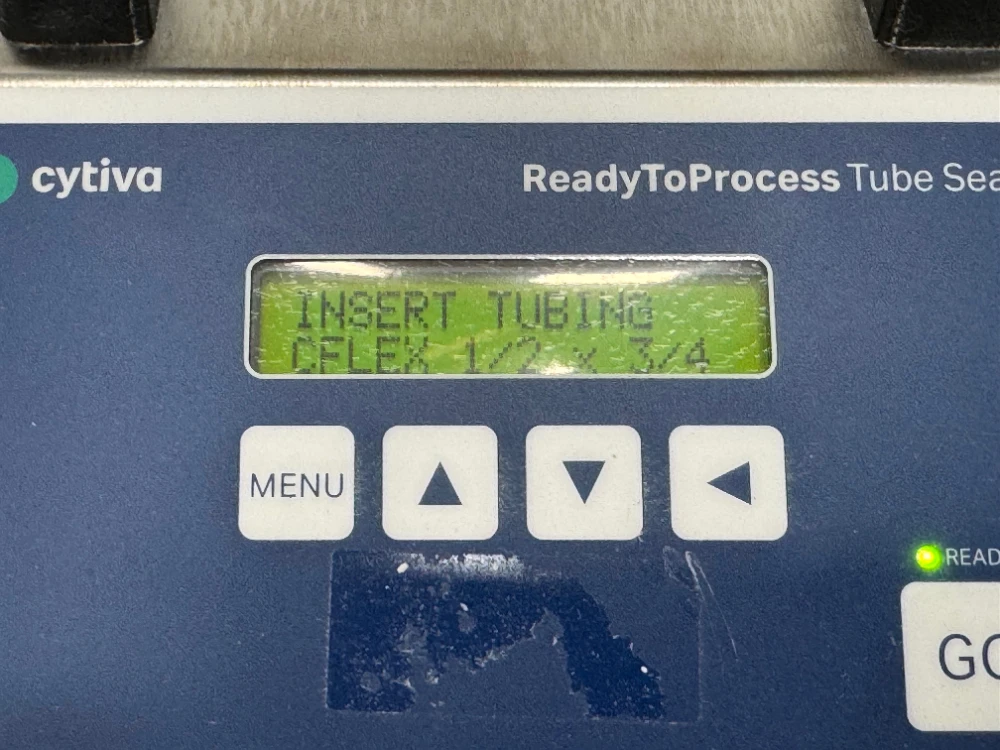 cytiva
ReadyToProcess Tube Sea
INSERT TUBING
CFLEX 1/2 x 3/4
MENU
READ
GO